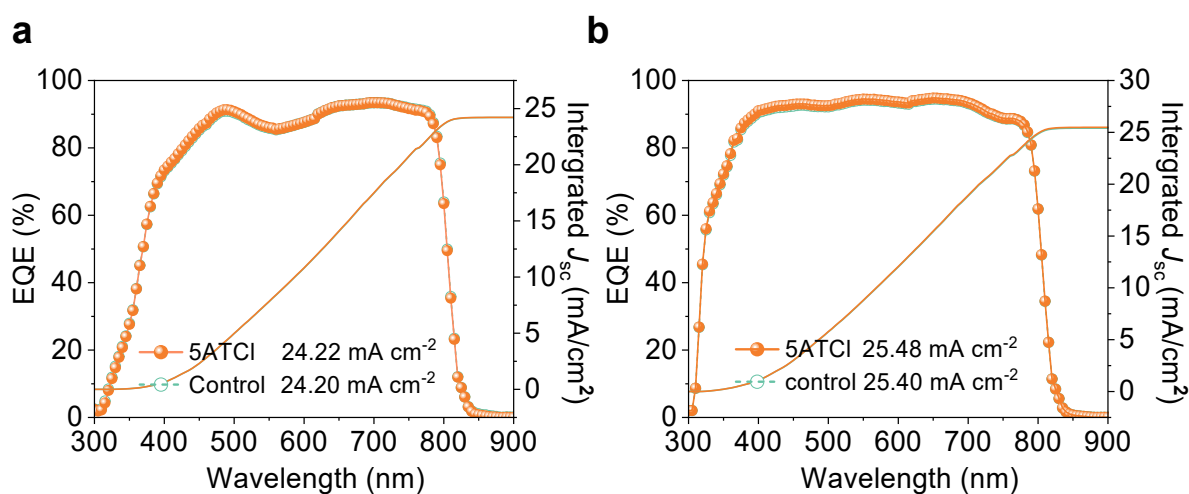 a
b
100
80
60
40
20
0
EQE (%)
25
20
15
10
5
0
Intergrated Jsc (mA/cm²)
5ATCl 24.22 mA cm-2
Control 24.20 mA cm-2
300 400 500 600 700 800 900
Wavelength (nm)
100
80
60
40
20
0
EQE (%)
30
25
20
15
10
5
0
Intergrated Jsc (mA/cm²)
5ATCl 25.48 mA cm-2
control 25.40 mA cm-2
300 400 500 600 700 800 900
Wavelength (nm)